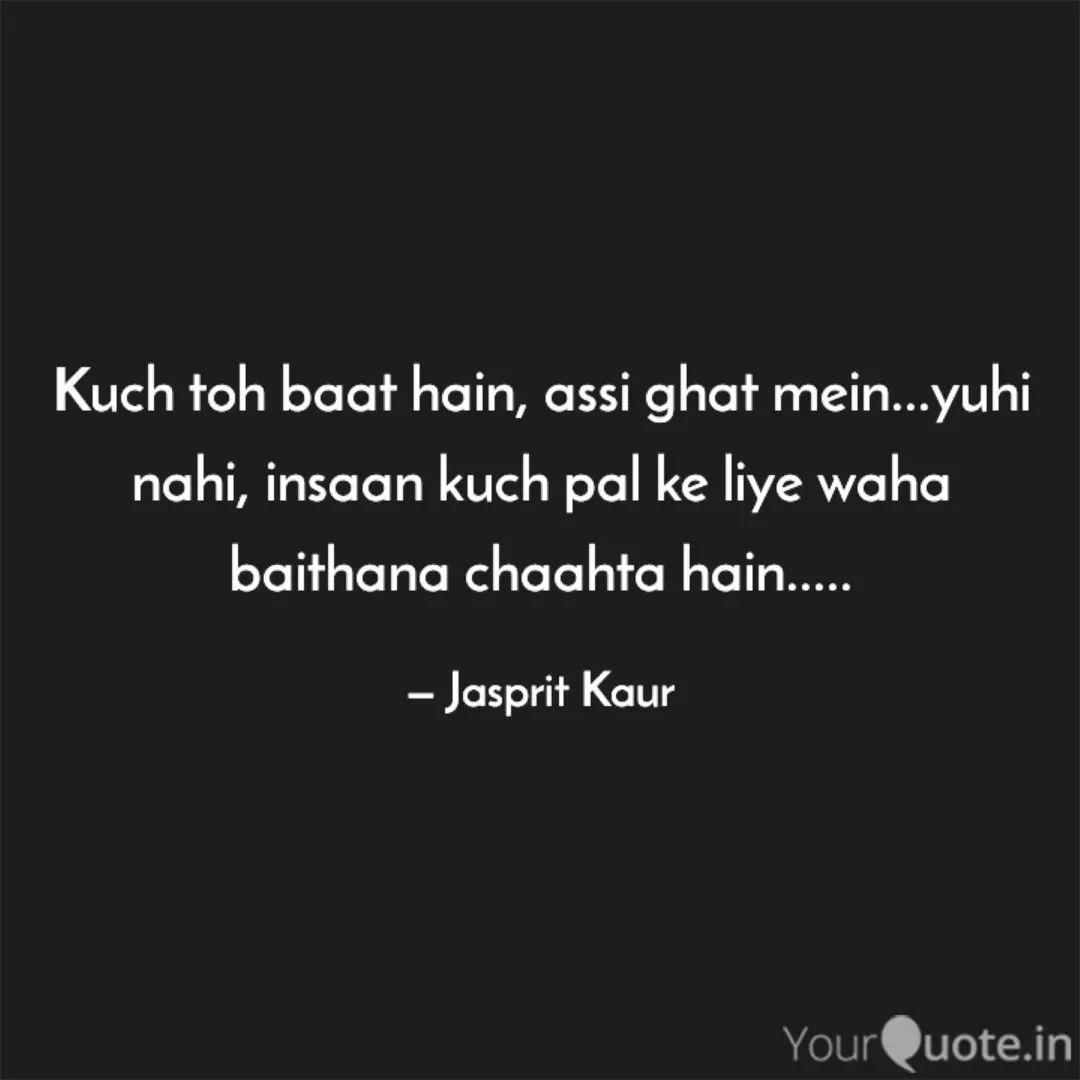 Kuch toh baat hain, assi ghat mein...yuhi
nahi, insaan kuch pal ke liye waha
baithana chaahta hain.....
– Jasprit Kaur
YourQuote.in